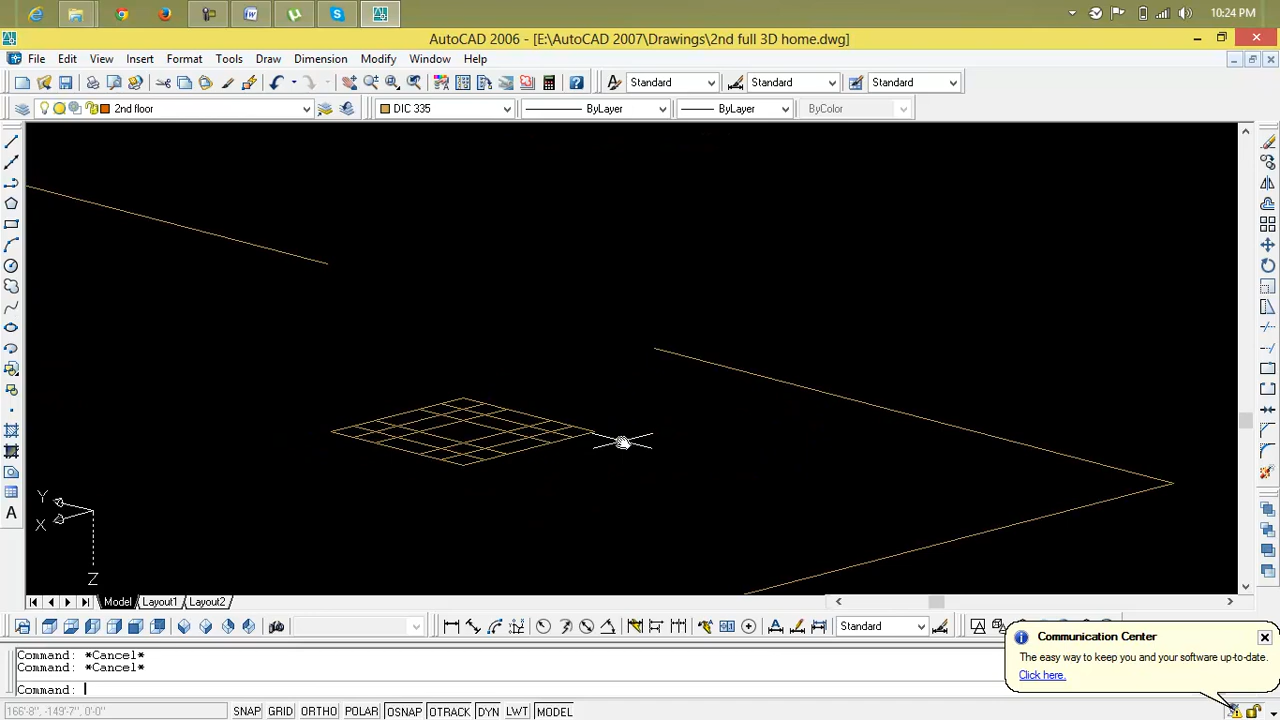 10:24 PM
AutoCAD 2006 - [E:\AutoCAD 2007\Drawings\2nd full 3D home.dwg]
File Edit View Insert Format Tools Draw Dimension Modify Window Help
Standard Standard Standard
2nd floor DIC 335 ByLayer ByLayer ByColor
Y
X
Z
Model Layout1 Layout2
Standard
Communication Center
The easy way to keep you and your software up-to-date.
Click here.
Command: *Cancel*
Command: *Cancel*
Command:
166'-8", -149'-7", 0'-0" SNAP GRID ORTHO POLAR OSNAP OTRACK DYN LWT MODEL